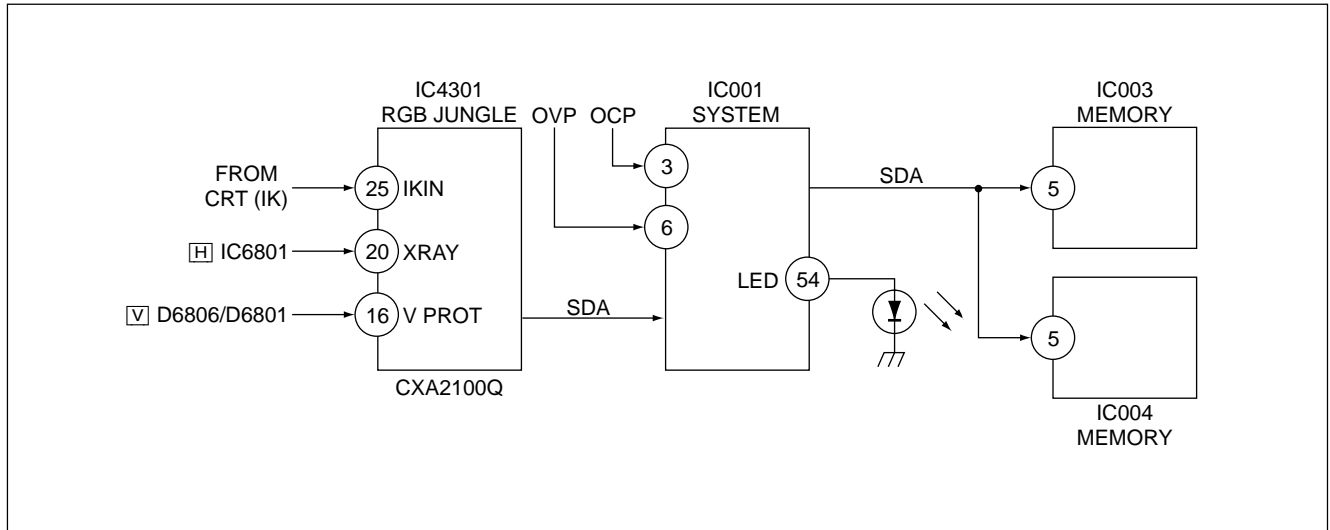 IC4301
RGB JUNGLE
OVP
OCP
IC001
SYSTEM
IC003
MEMORY
FROM
CRT (IK)
25
IKIN
3
SDA
5
6
H IC6801
20
XRAY
LED
54
V D6806/D6801
16
V PROT
SDA
5
CXA2100Q
IC004
MEMORY